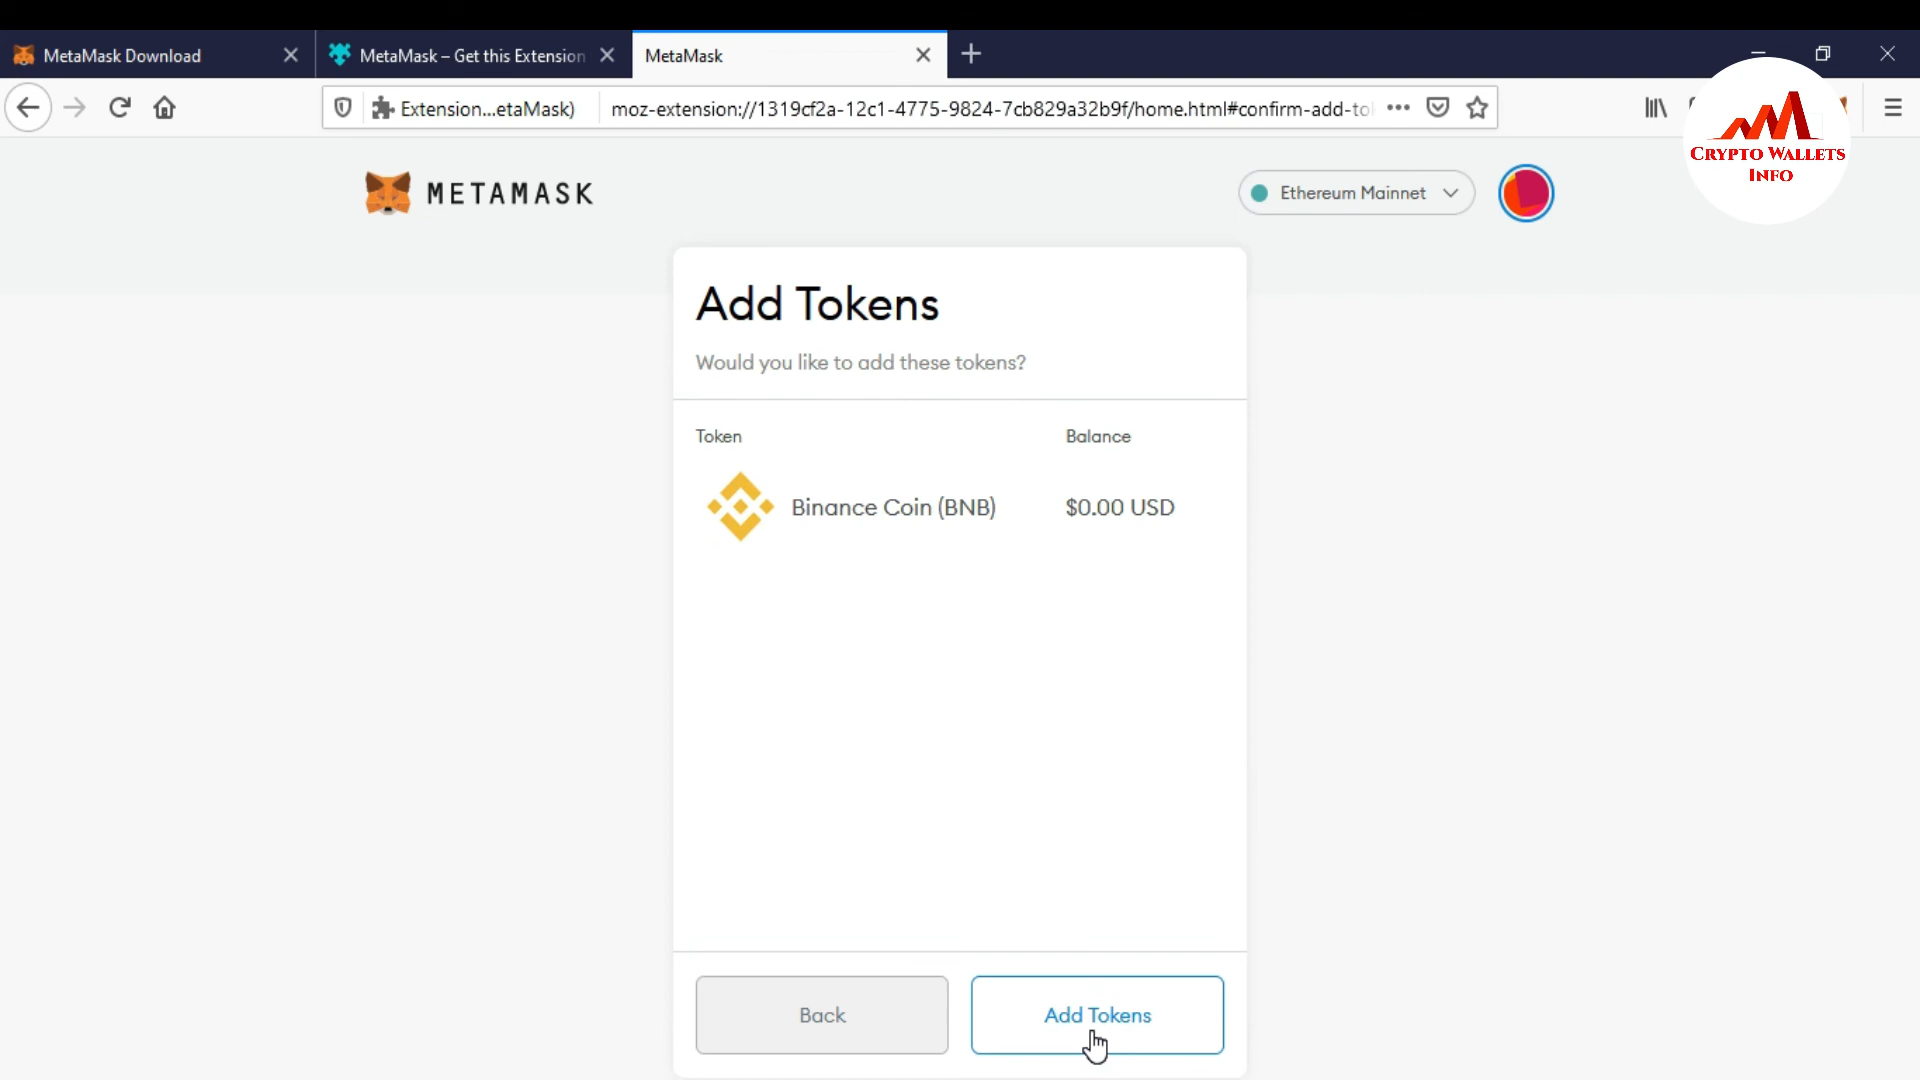 MetaMask Download
MetaMask – Get this Extension
MetaMask
Extension...etaMask)
moz-extension://1319cf2a-12c1-4775-9824-7cb829a32b9f/home.html#confirm-add-to
CRYPTO WALLETS
INFO
METAMASK
Ethereum Mainnet
Add Tokens
Would you like to add these tokens?
Token Balance
Binance Coin (BNB) $0.00 USD
Back
Add Tokens